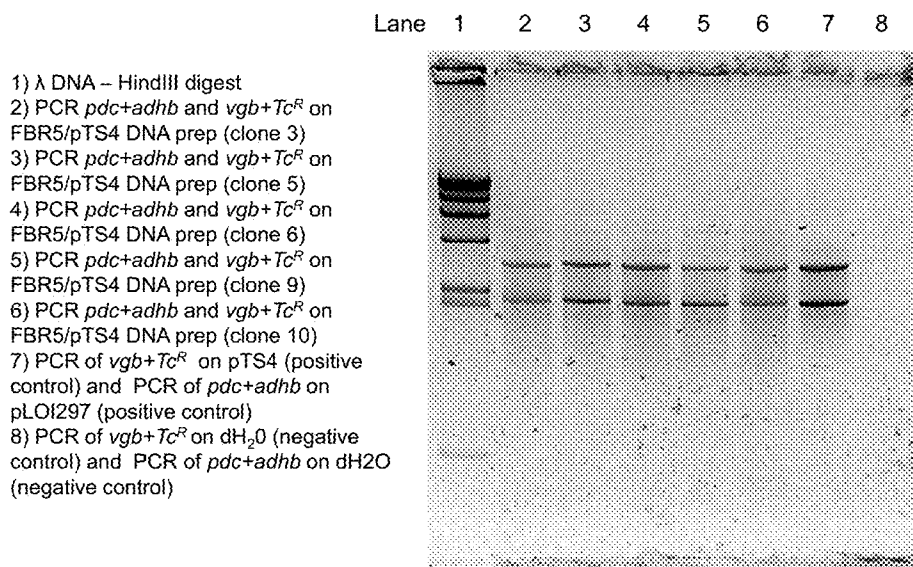 Lane 1 2 3 4 5 6 7 8
1) λ DNA – HindIII digest
2) PCR pdc+adhb and vgb+Tcᴿ on
FBR5/pTS4 DNA prep (clone 3)
3) PCR pdc+adhb and vgb+Tcᴿ on
FBR5/pTS4 DNA prep (clone 5)
4) PCR pdc+adhb and vgb+Tcᴿ on
FBR5/pTS4 DNA prep (clone 6)
5) PCR pdc+adhb and vgb+Tcᴿ on
FBR5/pTS4 DNA prep (clone 9)
6) PCR pdc+adhb and vgb+Tcᴿ on
FBR5/pTS4 DNA prep (clone 10)
7) PCR of vgb+Tcᴿ on pTS4 (positive
control) and PCR of pdc+adhb on
pLOI297 (positive control)
8) PCR of vgb+Tcᴿ on dH₂0 (negative
control) and PCR of pdc+adhb on dH2O
(negative control)